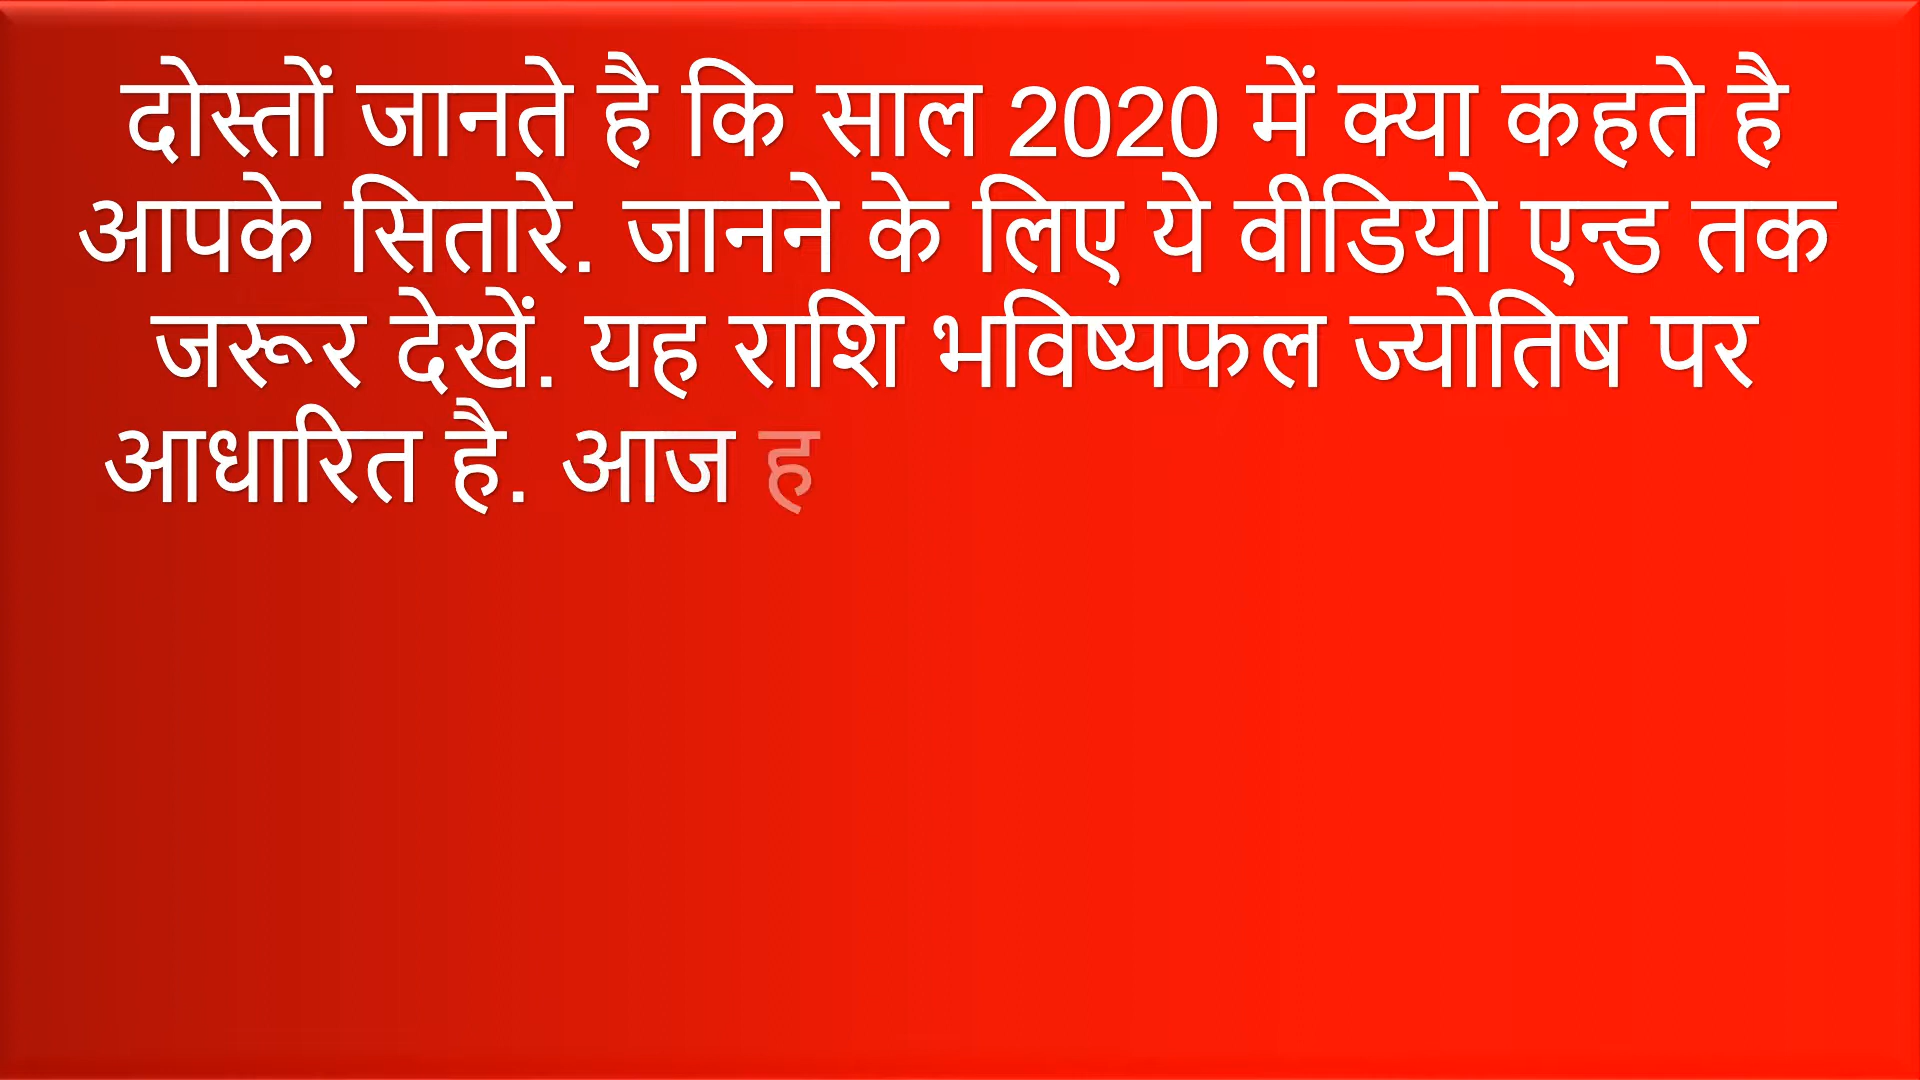 दोस्तों जानते है कि साल 2020 में क्या कहते है
आपके सितारे. जानने के लिए ये वीडियो एन्ड तक
जरूर देखें. यह राशि भविष्यफल ज्योतिष पर
आधारित है. आज ह